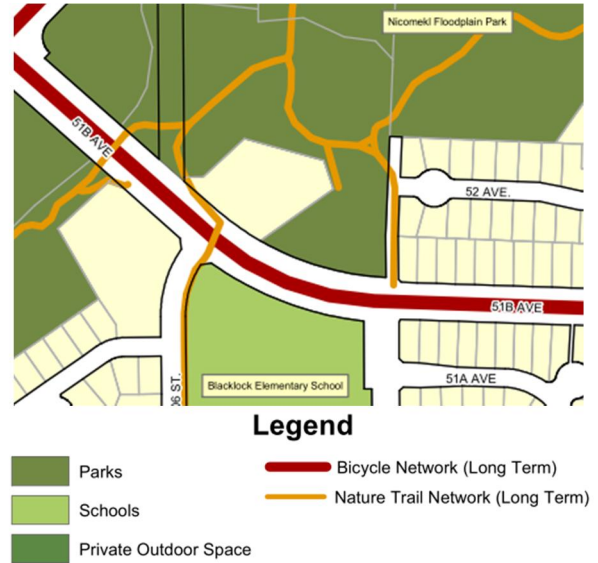 Nicomekl Floodplain Park
51B AVE
52 AVE.
51B AVE
Blacklock Elementary School
51A AVE
06 ST.
Legend
Parks
Bicycle Network (Long Term)
Schools
Nature Trail Network (Long Term)
Private Outdoor Space